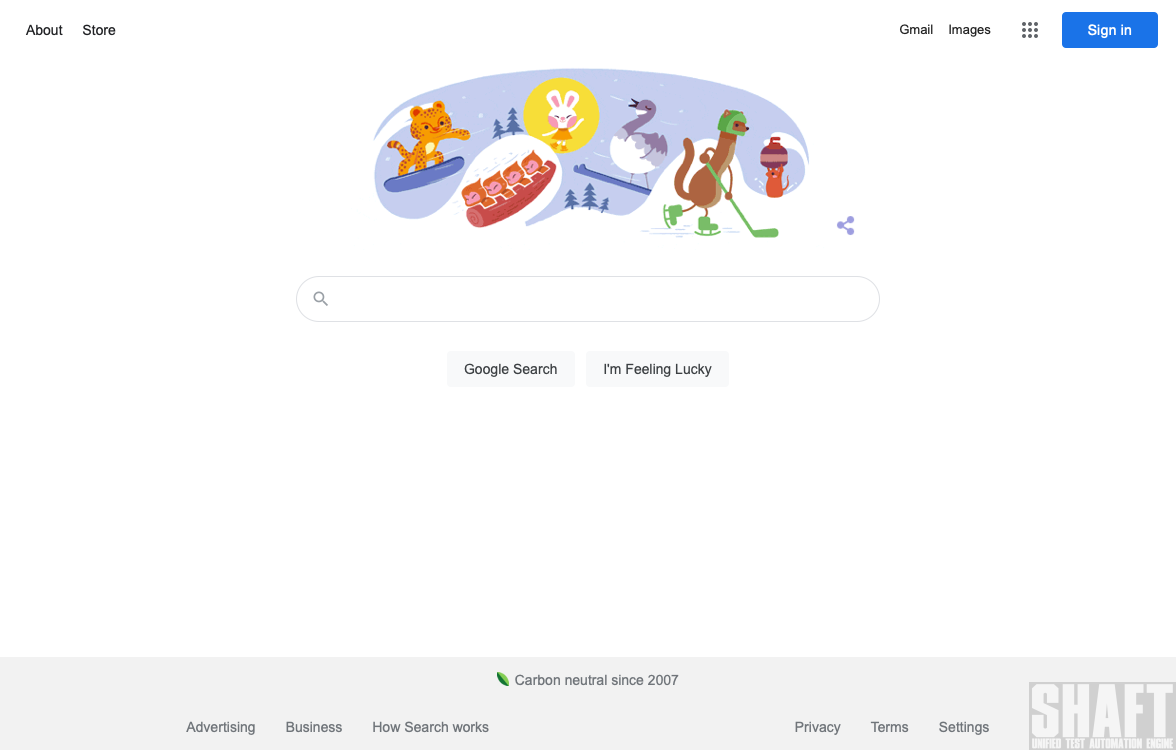 About Store Gmail Images Sign in
Google Search I'm Feeling Lucky
Carbon neutral since 2007
Advertising Business How Search works Privacy Terms Settings
SHAFT
UNIFIED TEST AUTOMATION ENGINE